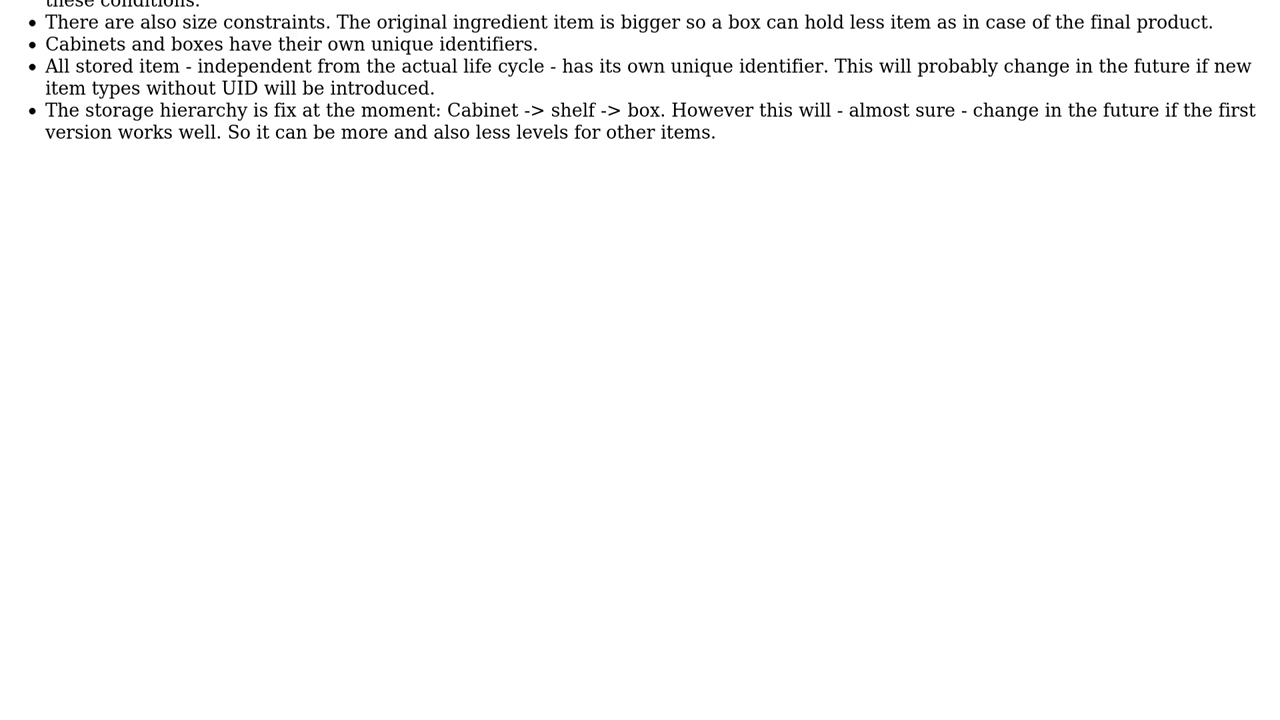 these conditions.
• There are also size constraints. The original ingredient item is bigger so a box can hold less item as in case of the final product.
• Cabinets and boxes have their own unique identifiers.
• All stored item - independent from the actual life cycle - has its own unique identifier. This will probably change in the future if new
item types without UID will be introduced.
• The storage hierarchy is fix at the moment: Cabinet -> shelf -> box. However this will - almost sure - change in the future if the first
version works well. So it can be more and also less levels for other items.